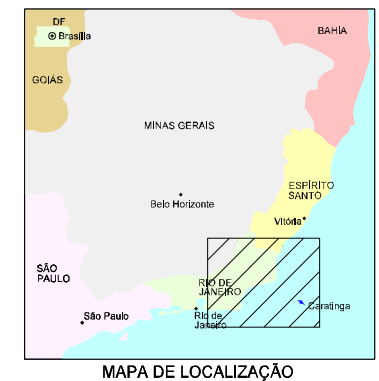 DF
Brasília
BAHIA
GOIÁS
MINAS GERAIS
ESPÍRITO
SANTO
Belo Horizonte
Vitória
SÃO
PAULO
RIO DE
JANEIRO
Caratinga
São Paulo
Rio de
Janeiro
MAPA DE LOCALIZAÇÃO